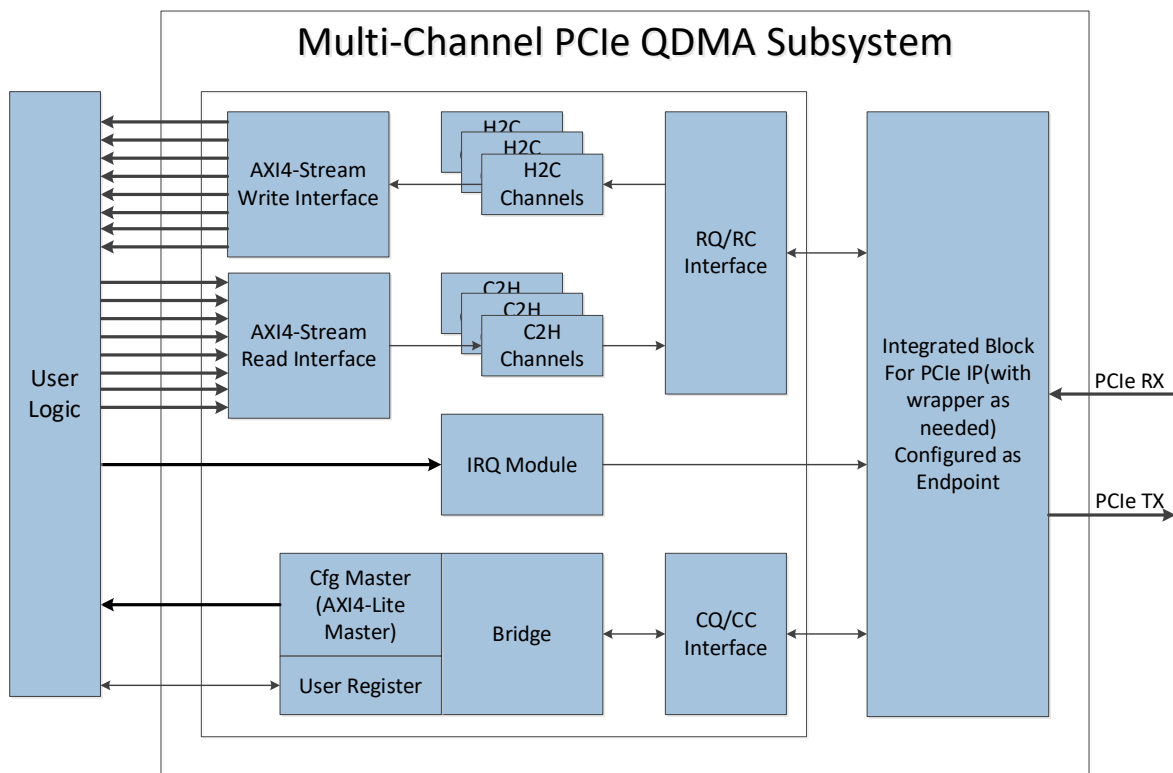 Multi-Channel PCIe QDMA Subsystem
User
Logic
AXI4-Stream
Write Interface
H2C
H2C
H2C
Channels
RQ/RC
Interface
AXI4-Stream
Read Interface
C2H
C2H
C2H
Channels
IRQ Module
Cfg Master
(AXI4-Lite
Master)
User Register
Bridge
CQ/CC
Interface
Integrated Block
For PCIe IP(with
wrapper as
needed)
Configured as
Endpoint
PCIe RX
PCIe TX